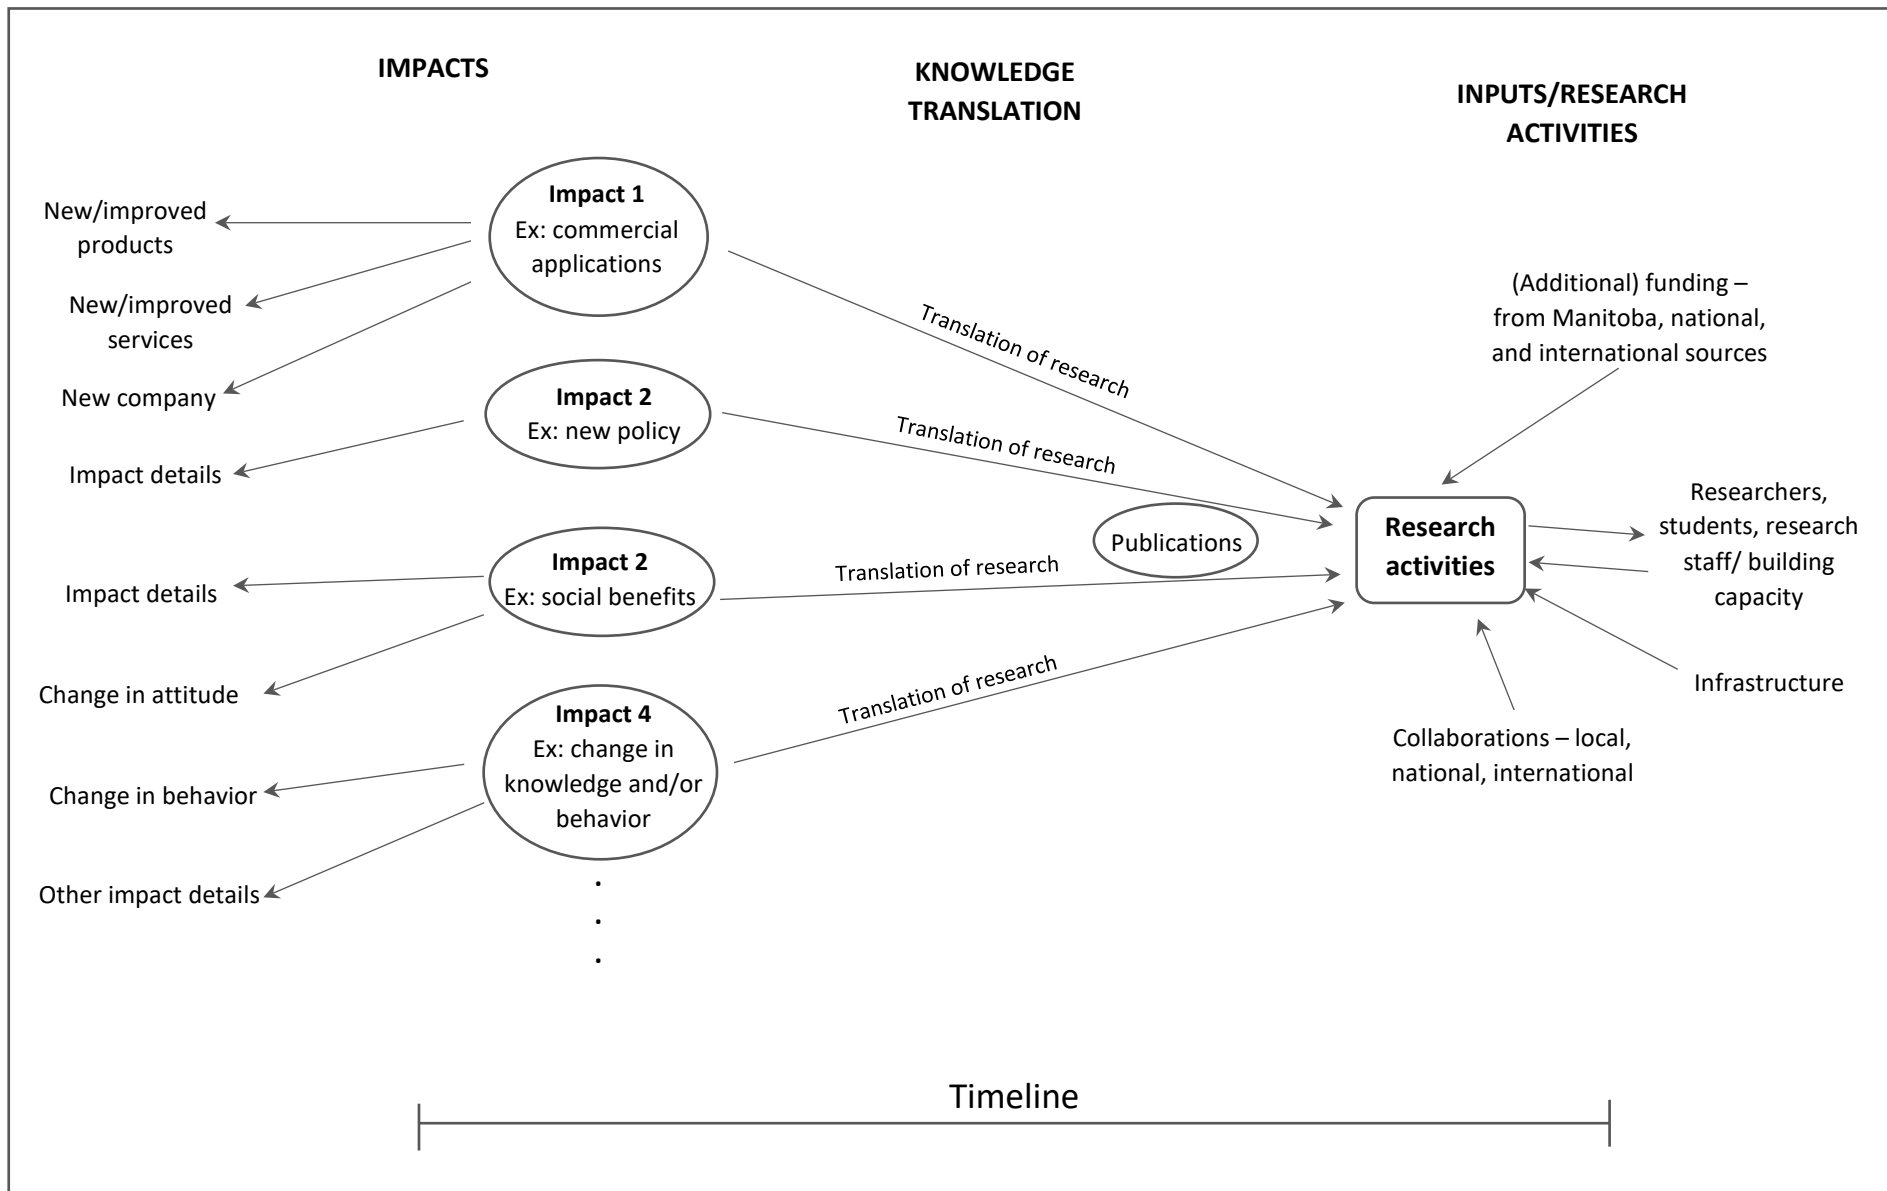 IMPACTS
KNOWLEDGE
TRANSLATION
INPUTS/RESEARCH
ACTIVITIES
New/improved
products
New/improved
services
New company
Impact details
Impact details
Change in attitude
Change in behavior
Other impact details
Impact 1
Ex: commercial
applications
Impact 2
Ex: new policy
Impact 2
Ex: social benefits
Impact 4
Ex: change in
knowledge and/or
behavior
.
.
.
Translation of research
Translation of research
Translation of research
Translation of research
Publications
(Additional) funding –
from Manitoba, national,
and international sources
Research
activities
Researchers,
students, research
staff/ building
capacity
Infrastructure
Collaborations – local,
national, international
Timeline